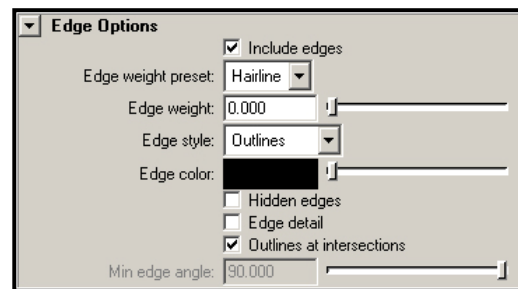 Edge Options
Include edges
Edge weight preset: Hairline
Edge weight: 0.000
Edge style: Outlines
Edge color:
Hidden edges
Edge detail
Outlines at intersections
Min edge angle: 90.000